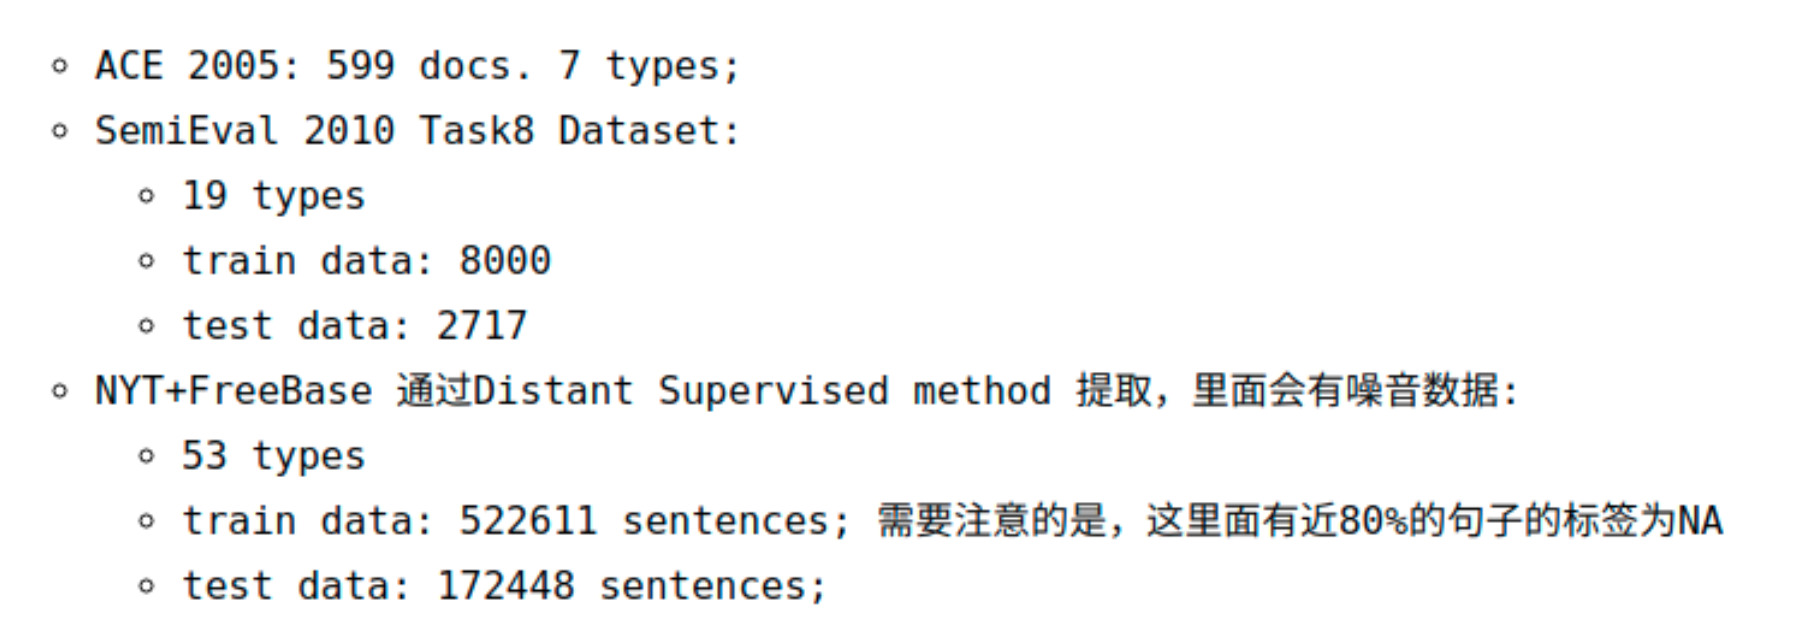 ACE 2005: 599 docs. 7 types;
SemiEval 2010 Task8 Dataset:
19 types
train data: 8000
test data: 2717
NYT+FreeBase 通过Distant Supervised method 提取，里面会有噪音数据:
53 types
train data: 522611 sentences; 需要注意的是，这里面有近80%的句子的标签为NA
test data: 172448 sentences;